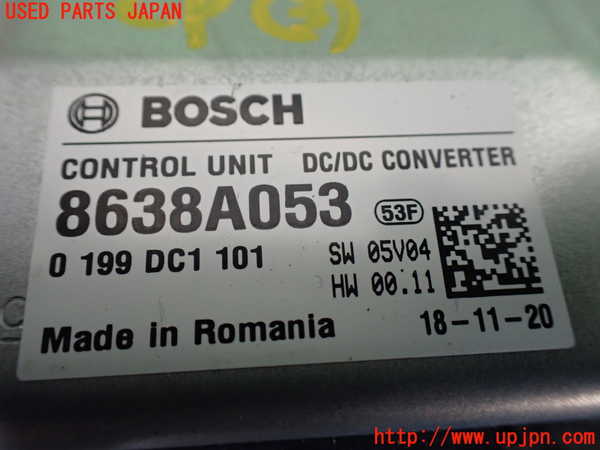 USED PARTS JAPAN
BOSCH
CONTROL UNIT DC/DC CONVERTER
8638A053 53F
0 199 DC1 101 SW 05V04
HW 00.11
Made in Romania 18-11-20
http://www.upjpn.com/